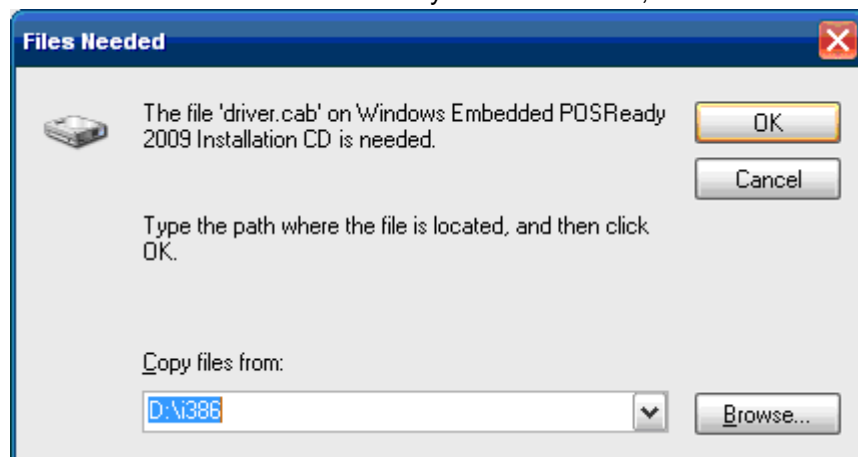 Files Needed
The file 'driver.cab' on Windows Embedded POSReady
2009 Installation CD is needed.
OK
Cancel
Type the path where the file is located, and then click
OK.
Copy files from:
D:\i386
Browse...